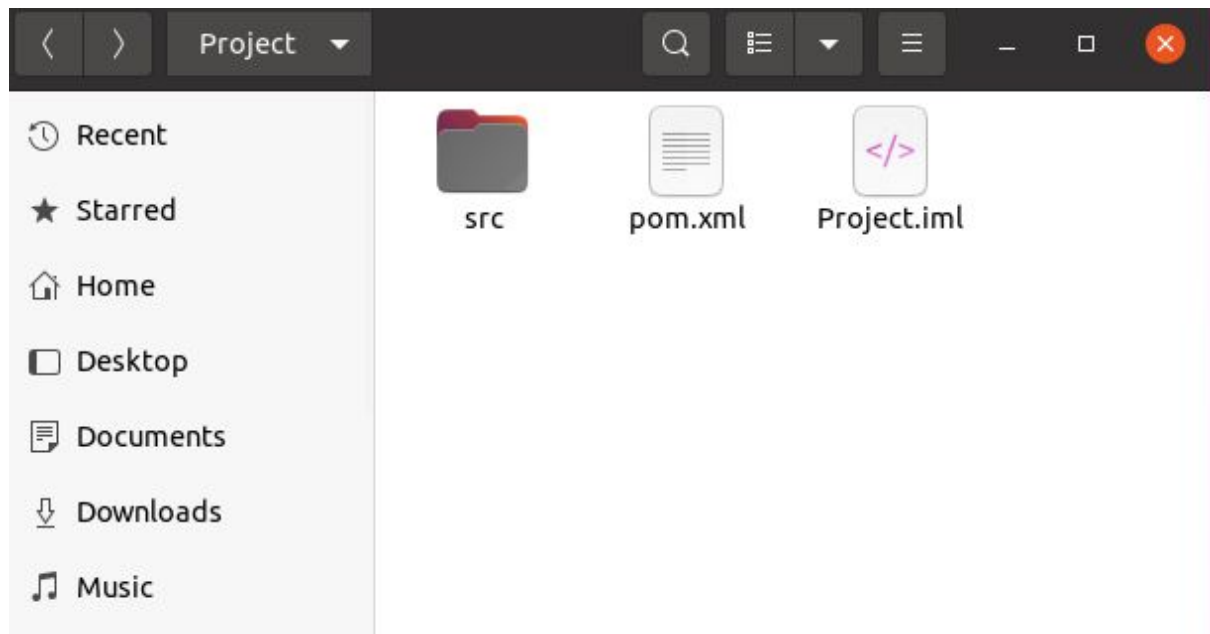 Project
Recent
Starred
Home
Desktop
Documents
Downloads
Music
src
pom.xml
</>
Project.iml